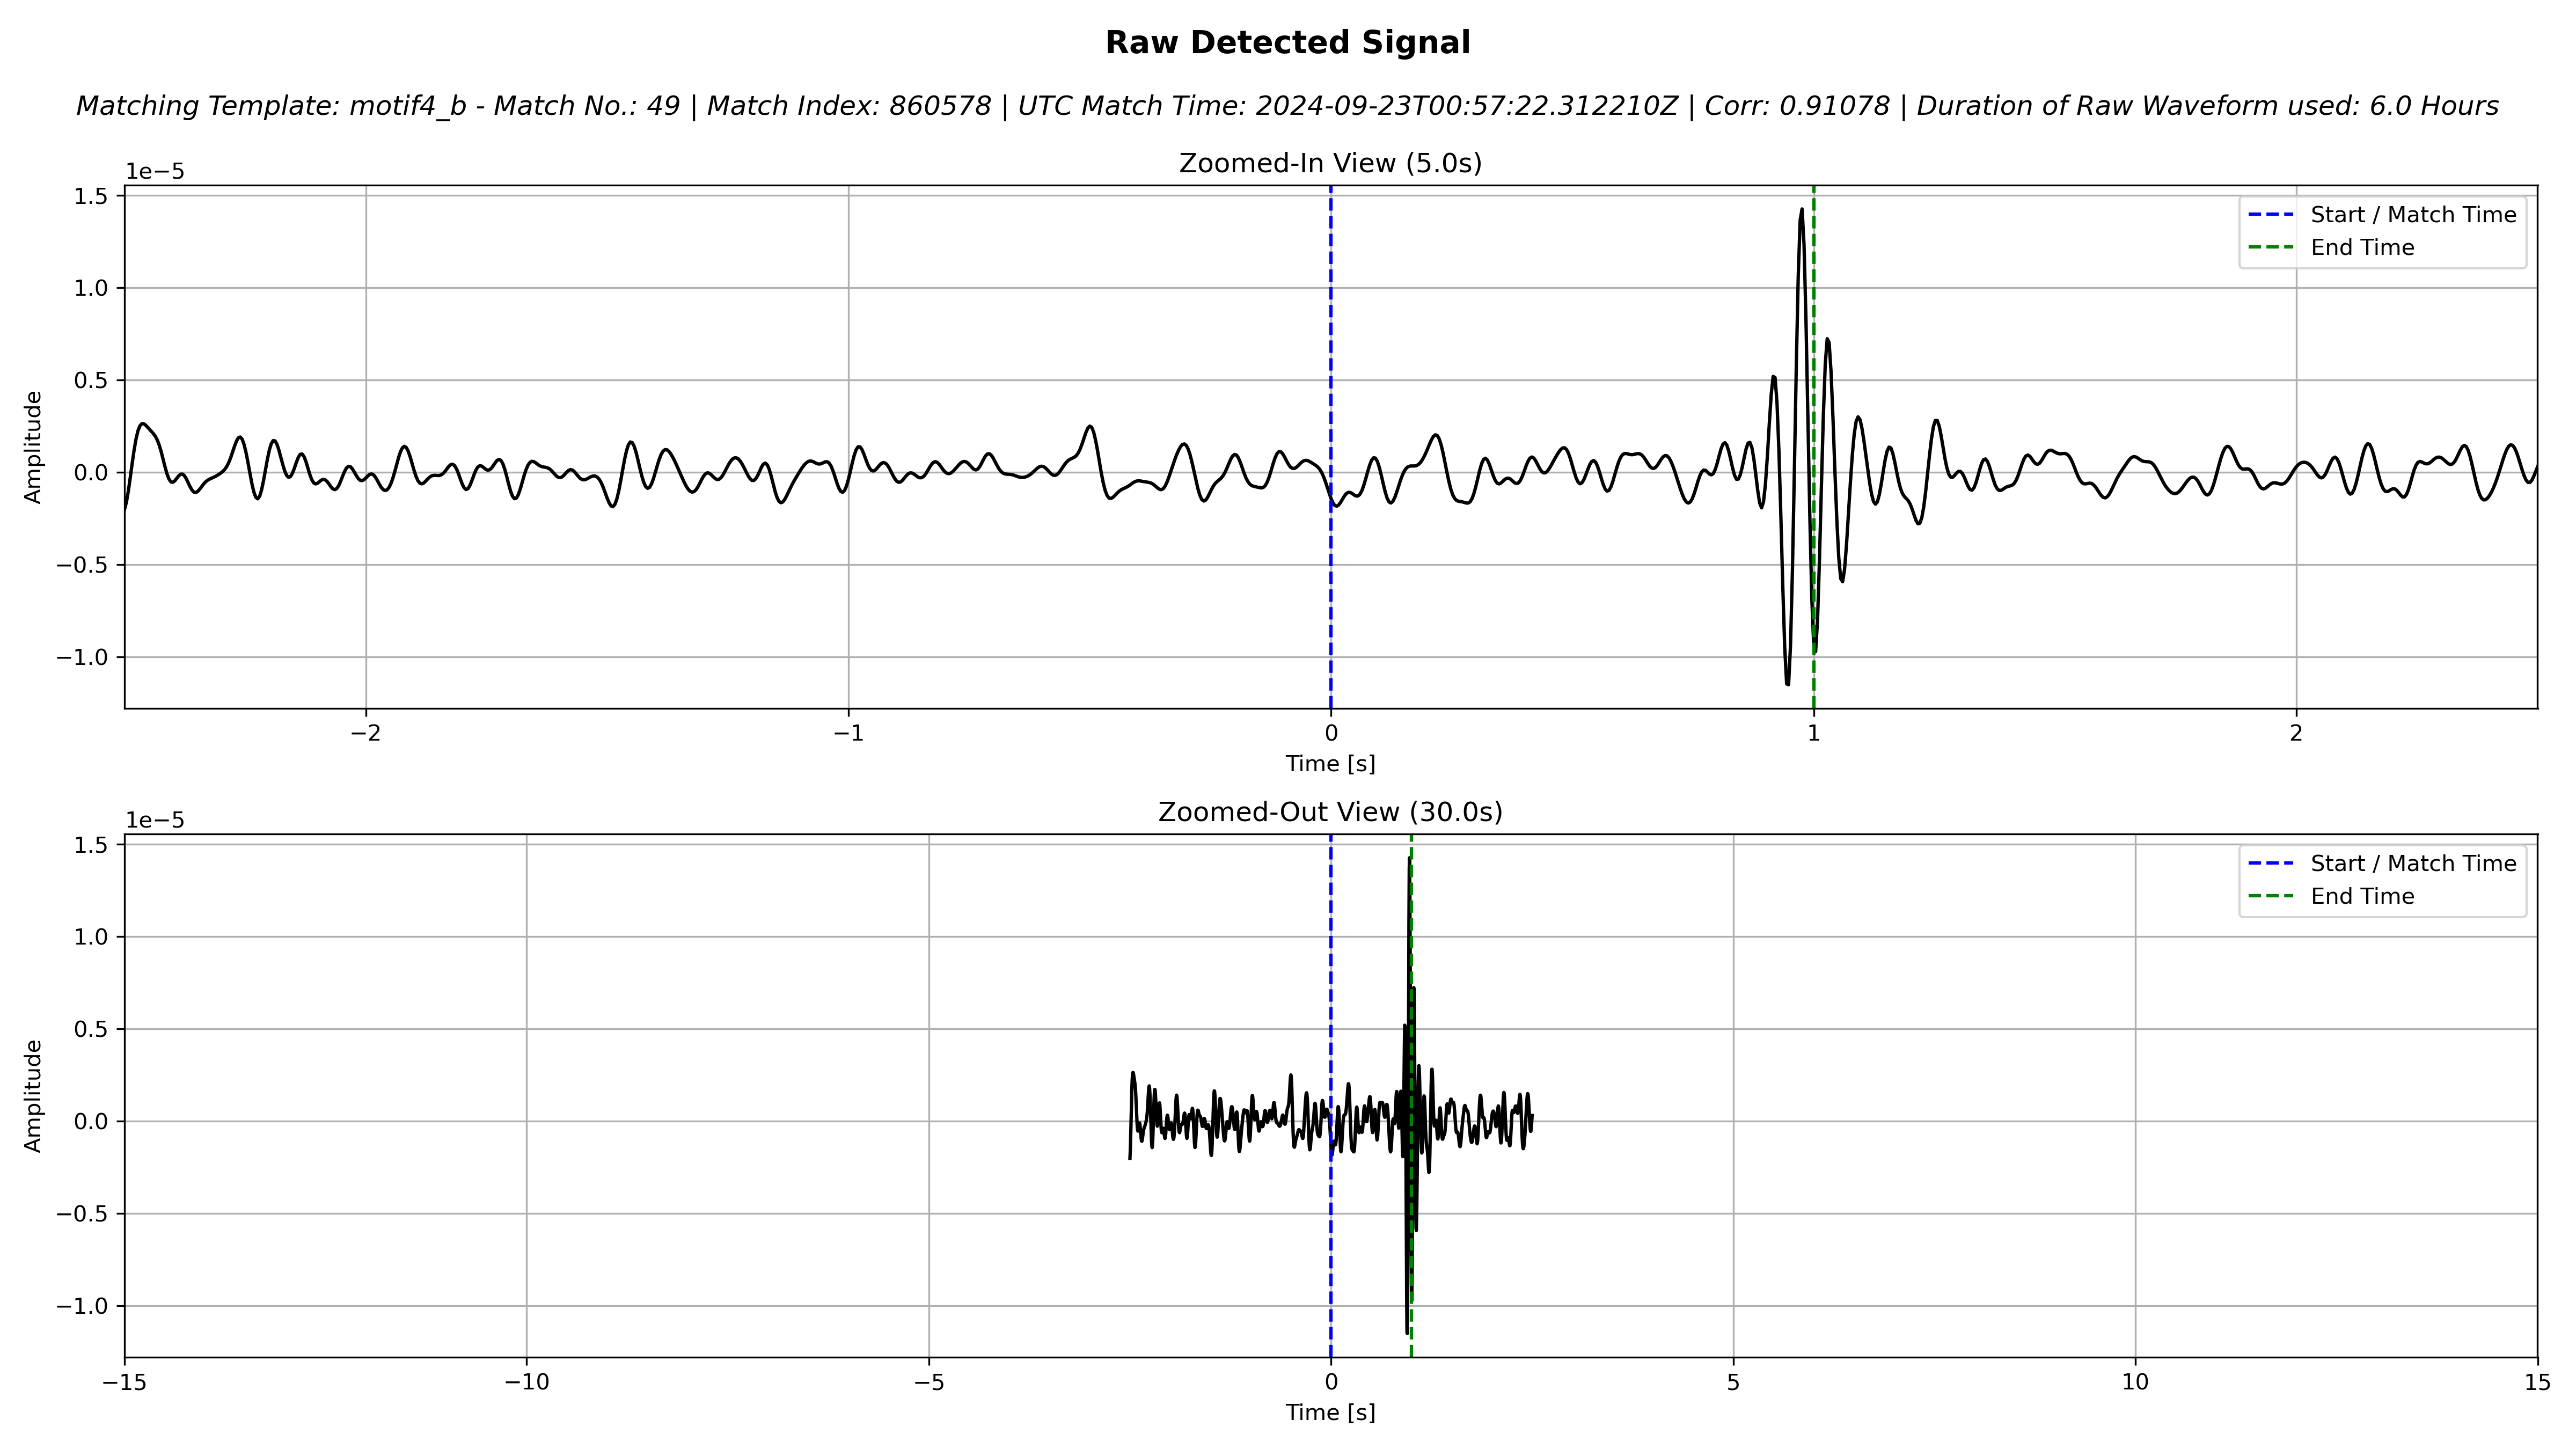 Raw Detected Signal
Matching Template: motif4_b - Match No.: 49 | Match Index: 860578 | UTC Match Time: 2024-09-23T00:57:22.312210Z | Corr: 0.91078 | Duration of Raw Waveform used: 6.0 Hours
Zoomed-In View (5.0s)
1e−5
1.5
1.0
0.5
0.0
−0.5
−1.0
Amplitude
Start / Match Time
End Time
−2
−1
0
1
2
Time [s]
Zoomed-Out View (30.0s)
1e−5
1.5
1.0
0.5
0.0
−0.5
−1.0
Amplitude
Start / Match Time
End Time
−15
−10
−5
0
5
10
15
Time [s]